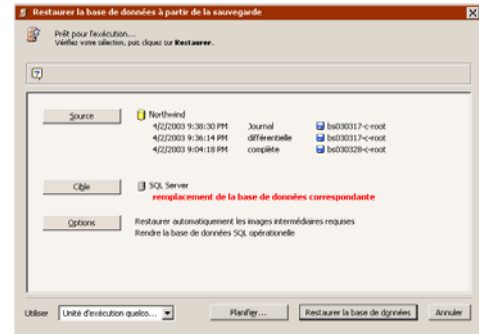 Restaurer la base de données à partir de la sauvegarde
Prêt pour l'exécution...
Vérifiez votre sélection, puis cliquez sur Restaurer.
Source
Northwind
4/2/2003 9:38:30 PM Journal bs030317-c-root
4/2/2003 9:36:14 PM différentielle bs030317-c-root
4/2/2003 9:04:18 PM complète bs030328-c-root
Cible
SQL Server
remplacement de la base de données correspondante
Options
Restaurer automatiquement les images intermédiaires requises
Rendre la base de données SQL opérationelle
Utiliser Unité d'exécution quelco... Planifier... Restaurer la base de données Annuler